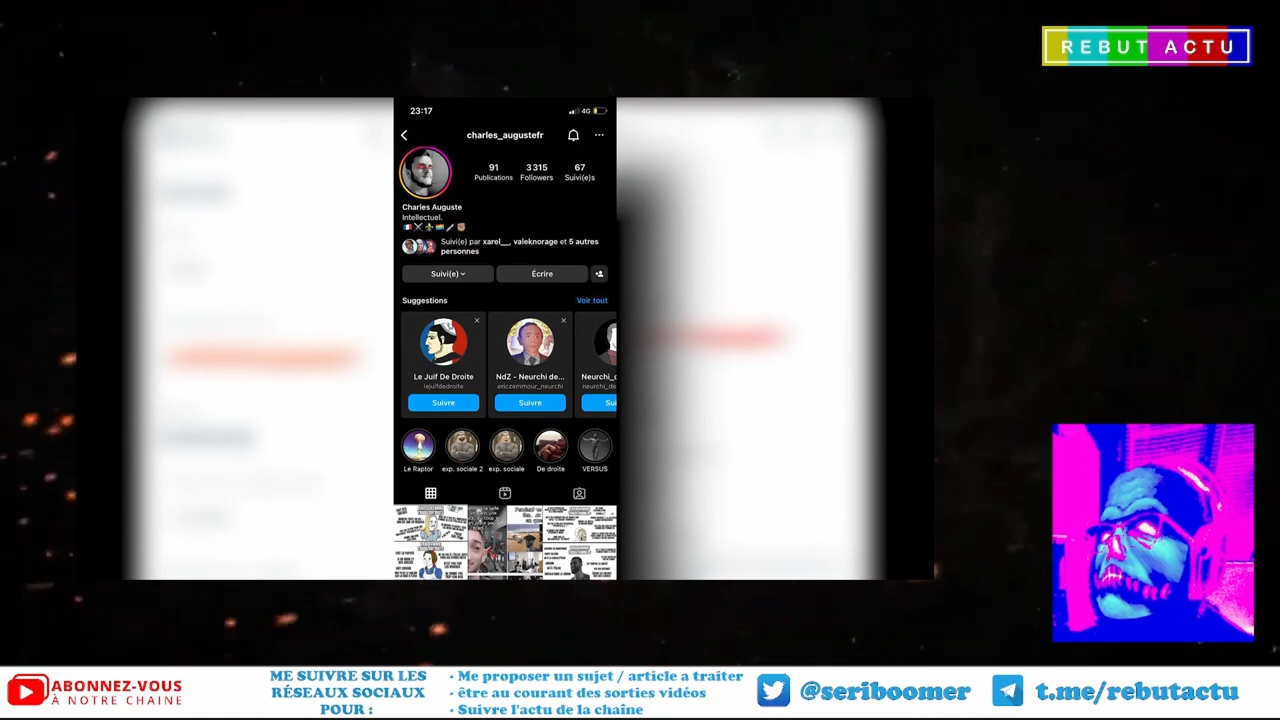 REBUT ACTU
23:17
4G
charles_augustefr
91
3 315
67
Publications
Followers
Suivi(e)s
Charles Auguste
Intellectuel.
Suivi(e) par xarel__, valeknorage et 5 autres
personnes
Suivi(e)
Écrire
Suggestions
Voir tout
Le Juif De Droite
NdZ - Neurchi de...
Neurchi_
lejuifdedroite
ericzemmour_neurchi
neurchi_de
Suivre
Suivre
Le Raptor
exp. sociale 2
exp. sociale
De droite
VERSUS
ABONNEZ-VOUS
À NOTRE CHAINE
ME SUIVRE SUR LES
RÉSEAUX SOCIAUX
POUR :
- Me proposer un sujet / article a traiter
- être au courant des sorties vidéos
- Suivre l'actu de la chaîne
@seriboomer
t.me/rebutactu